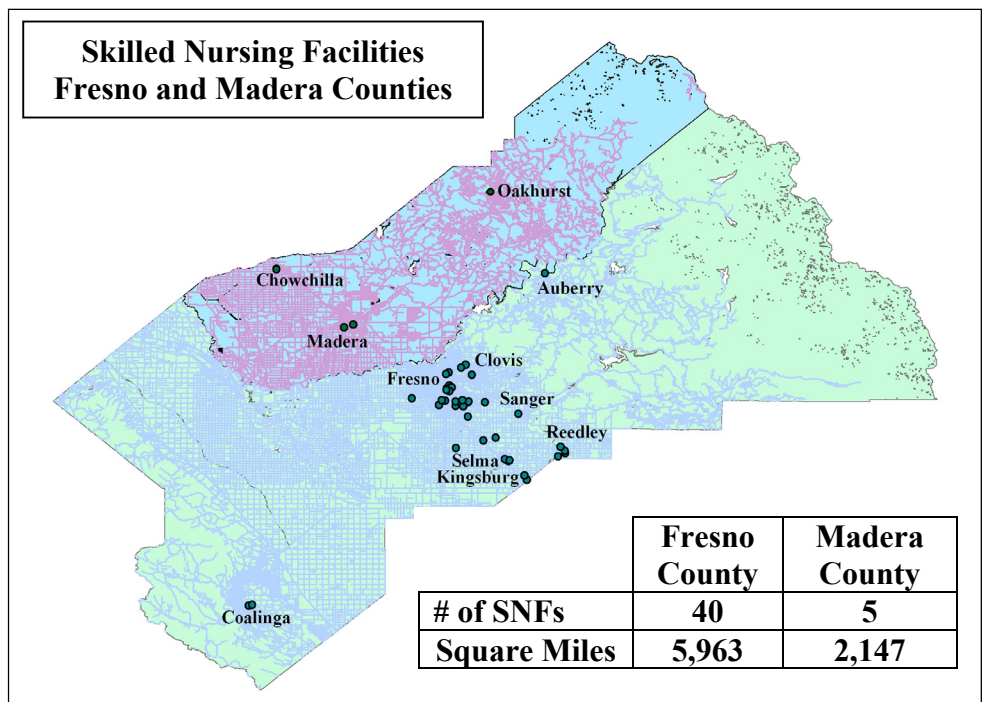 Skilled Nursing Facilities
Fresno and Madera Counties
Oakhurst
Chowchilla
Auberry
Madera
Clovis
Fresno
Sanger
Reedley
Selma
Kingsburg
Coalinga
Fresno County Madera County
# of SNFs 40 5
Square Miles 5,963 2,147